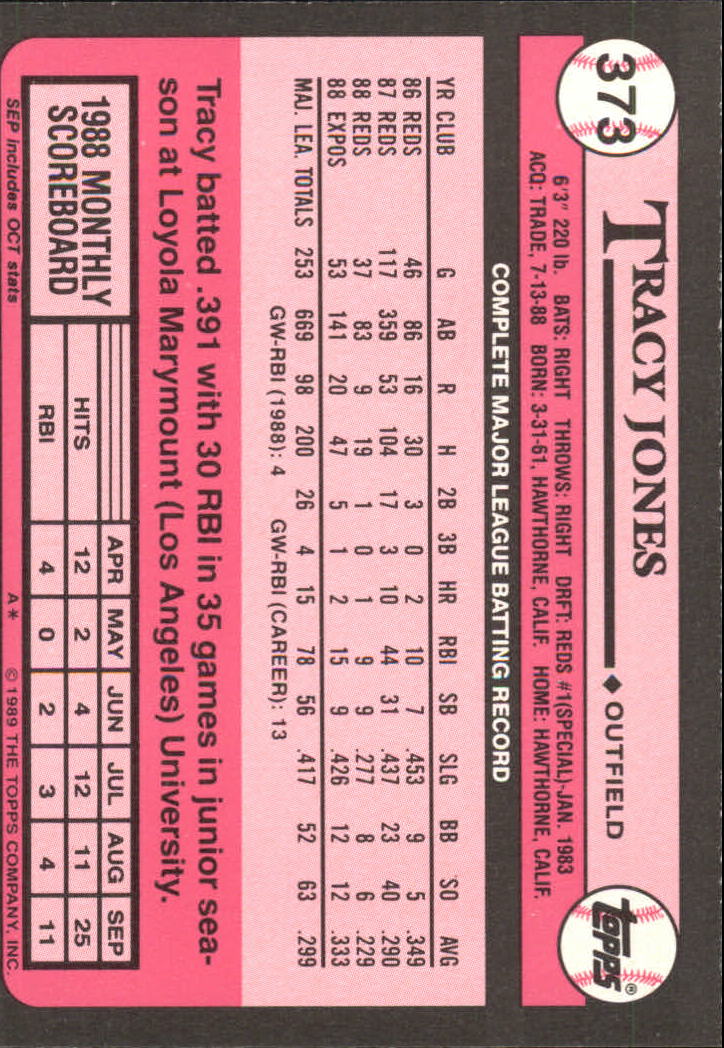 373
TRACY JONES ◆ OUTFIELD
topps®
6'3" 220 lb. BATS: RIGHT THROWS: RIGHT DRFT: REDS #1(SPECIAL)-JAN. 1983
ACQ: TRADE, 7-13-88 BORN: 3-31-61, HAWTHORNE, CALIF. HOME: HAWTHORNE, CALIF.
COMPLETE MAJOR LEAGUE BATTING RECORD
YR CLUB G AB R H 2B 3B HR RBI SB SLG BB SO AVG
86 REDS 46 86 16 30 3 0 2 10 7 .453 9 5 .349
87 REDS 117 359 53 104 17 3 10 44 31 .437 23 40 .290
88 REDS 37 83 9 19 1 0 1 9 9 .277 8 6 .229
88 EXPOS 53 141 20 47 5 1 2 15 9 .426 12 12 .333
MAJ. LEA. TOTALS 253 669 98 200 26 4 15 78 56 .417 52 63 .299
GW-RBI (1988): 4 GW-RBI (CAREER): 13
Tracy batted .391 with 30 RBI in 35 games in junior sea-
son at Loyola Marymount (Los Angeles) University.
1988 MONTHLY
SCOREBOARD
APR MAY JUN JUL AUG SEP
HITS 12 2 4 12 11 25
RBI 4 0 2 3 4 11
SEP includes OCT stats A* © 1989 THE TOPPS COMPANY, INC.